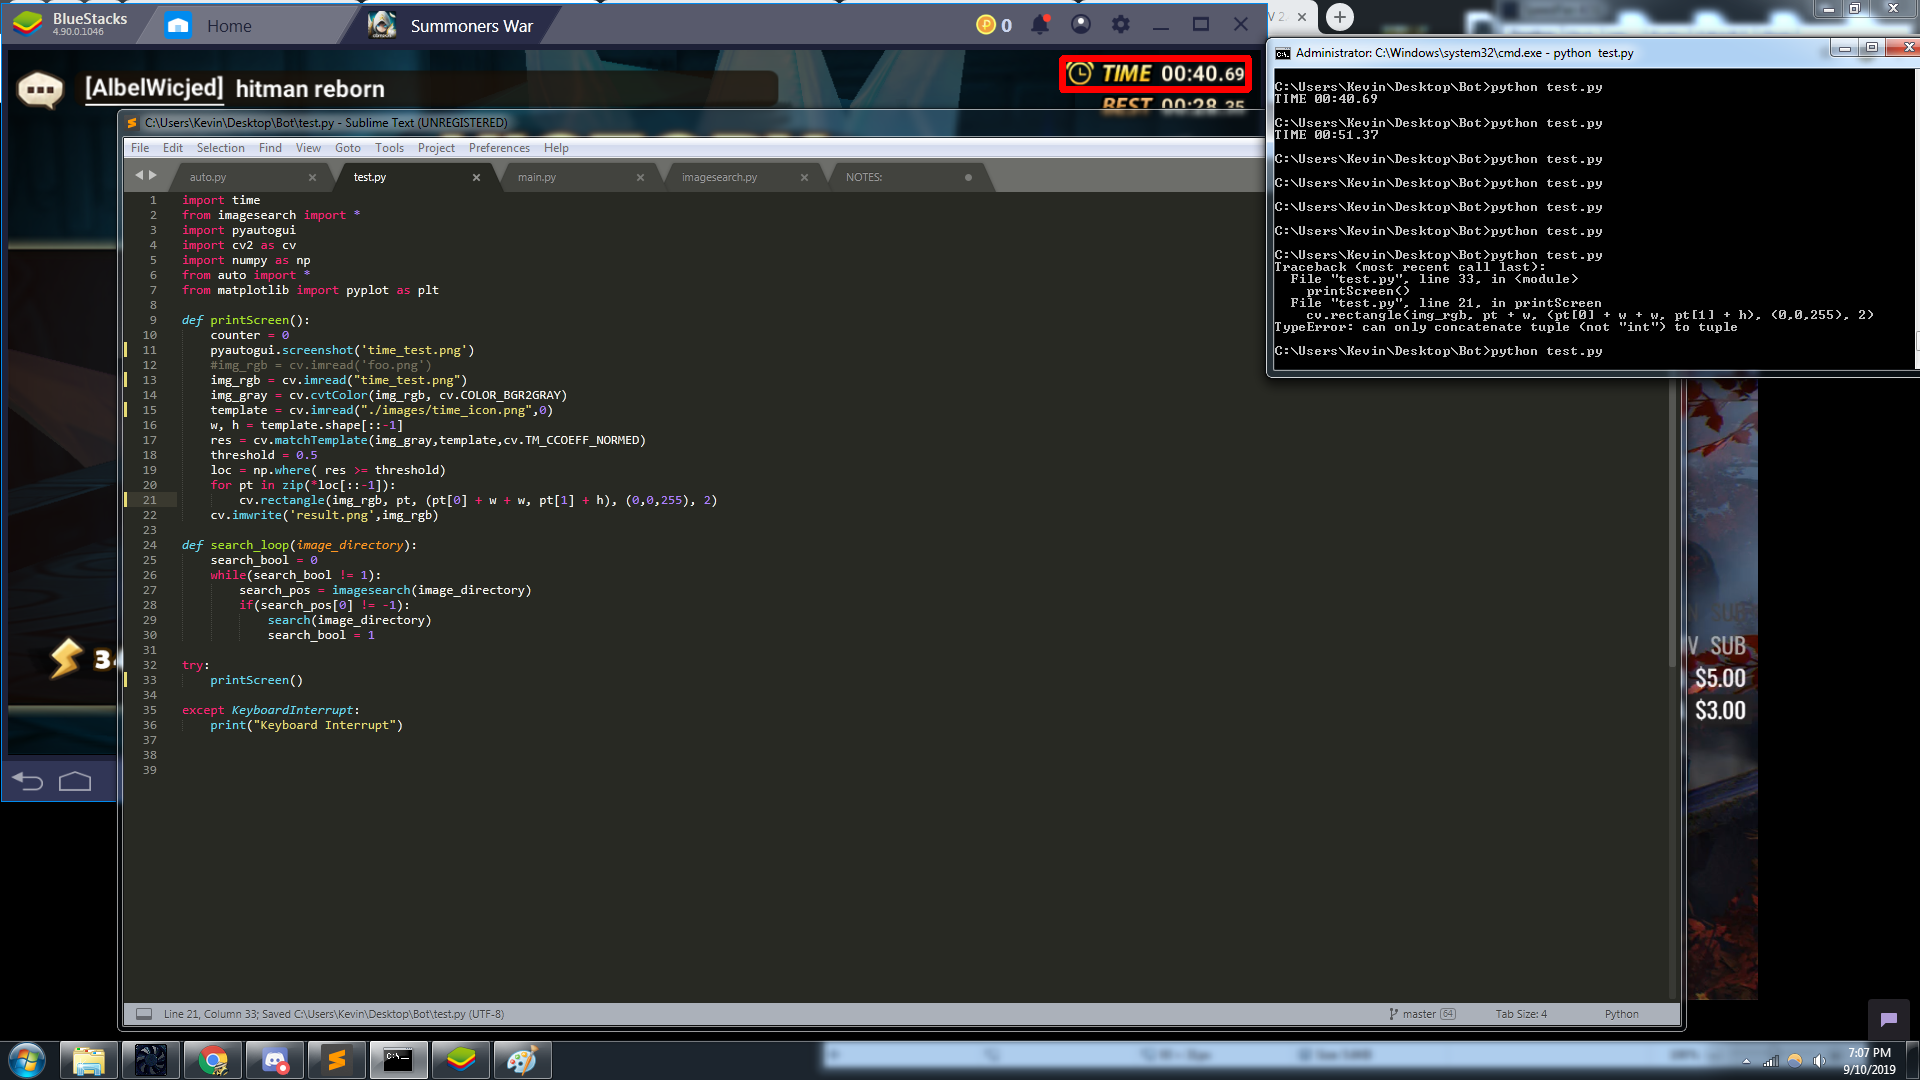 BlueStacks
4.90.0.1046
Home
Summoners War
P 0
V 2
[AlbelWicjed] hitman reborn
TIME 00:40.69
BEST 00:28.35
C:\Users\Kevin\Desktop\Bot\test.py - Sublime Text (UNREGISTERED)
File Edit Selection Find View Goto Tools Project Preferences Help
auto.py test.py main.py imagesearch.py NOTES:
1 import time
2 from imagesearch import *
3 import pyautogui
4 import cv2 as cv
5 import numpy as np
6 from auto import *
7 from matplotlib import pyplot as plt
8
9 def printScreen():
10 counter = 0
11 pyautogui.screenshot('time_test.png')
12 #img_rgb = cv.imread('foo.png')
13 img_rgb = cv.imread("time_test.png")
14 img_gray = cv.cvtColor(img_rgb, cv.COLOR_BGR2GRAY)
15 template = cv.imread("./images/time_icon.png",0)
16 w, h = template.shape[::-1]
17 res = cv.matchTemplate(img_gray,template,cv.TM_CCOEFF_NORMED)
18 threshold = 0.5
19 loc = np.where( res >= threshold)
20 for pt in zip(*loc[::-1]):
21 cv.rectangle(img_rgb, pt, (pt[0] + w + w, pt[1] + h), (0,0,255), 2)
22 cv.imwrite('result.png',img_rgb)
23
24 def search_loop(image_directory):
25 search_bool = 0
26 while(search_bool != 1):
27 search_pos = imagesearch(image_directory)
28 if(search_pos[0] != -1):
29 search(image_directory)
30 search_bool = 1
31
32 try:
33 printScreen()
34
35 except KeyboardInterrupt:
36 print("Keyboard Interrupt")
37
38
39
Line 21, Column 33; Saved C:\Users\Kevin\Desktop\Bot\test.py (UTF-8)
master 64
Tab Size: 4
Python
Administrator: C:\Windows\system32\cmd.exe - python  test.py
C:\Users\Kevin\Desktop\Bot>python test.py
TIME 00:40.69
C:\Users\Kevin\Desktop\Bot>python test.py
TIME 00:51.37
C:\Users\Kevin\Desktop\Bot>python test.py
C:\Users\Kevin\Desktop\Bot>python test.py
C:\Users\Kevin\Desktop\Bot>python test.py
C:\Users\Kevin\Desktop\Bot>python test.py
C:\Users\Kevin\Desktop\Bot>python test.py
Traceback (most recent call last):
File "test.py", line 33, in <module>
printScreen()
File "test.py", line 21, in printScreen
cv.rectangle(img_rgb, pt + w, (pt[0] + w + w, pt[1] + h), (0,0,255), 2)
TypeError: can only concatenate tuple (not "int") to tuple
C:\Users\Kevin\Desktop\Bot>python test.py
V SUB
$5.00
$3.00
7:07 PM
9/10/2019